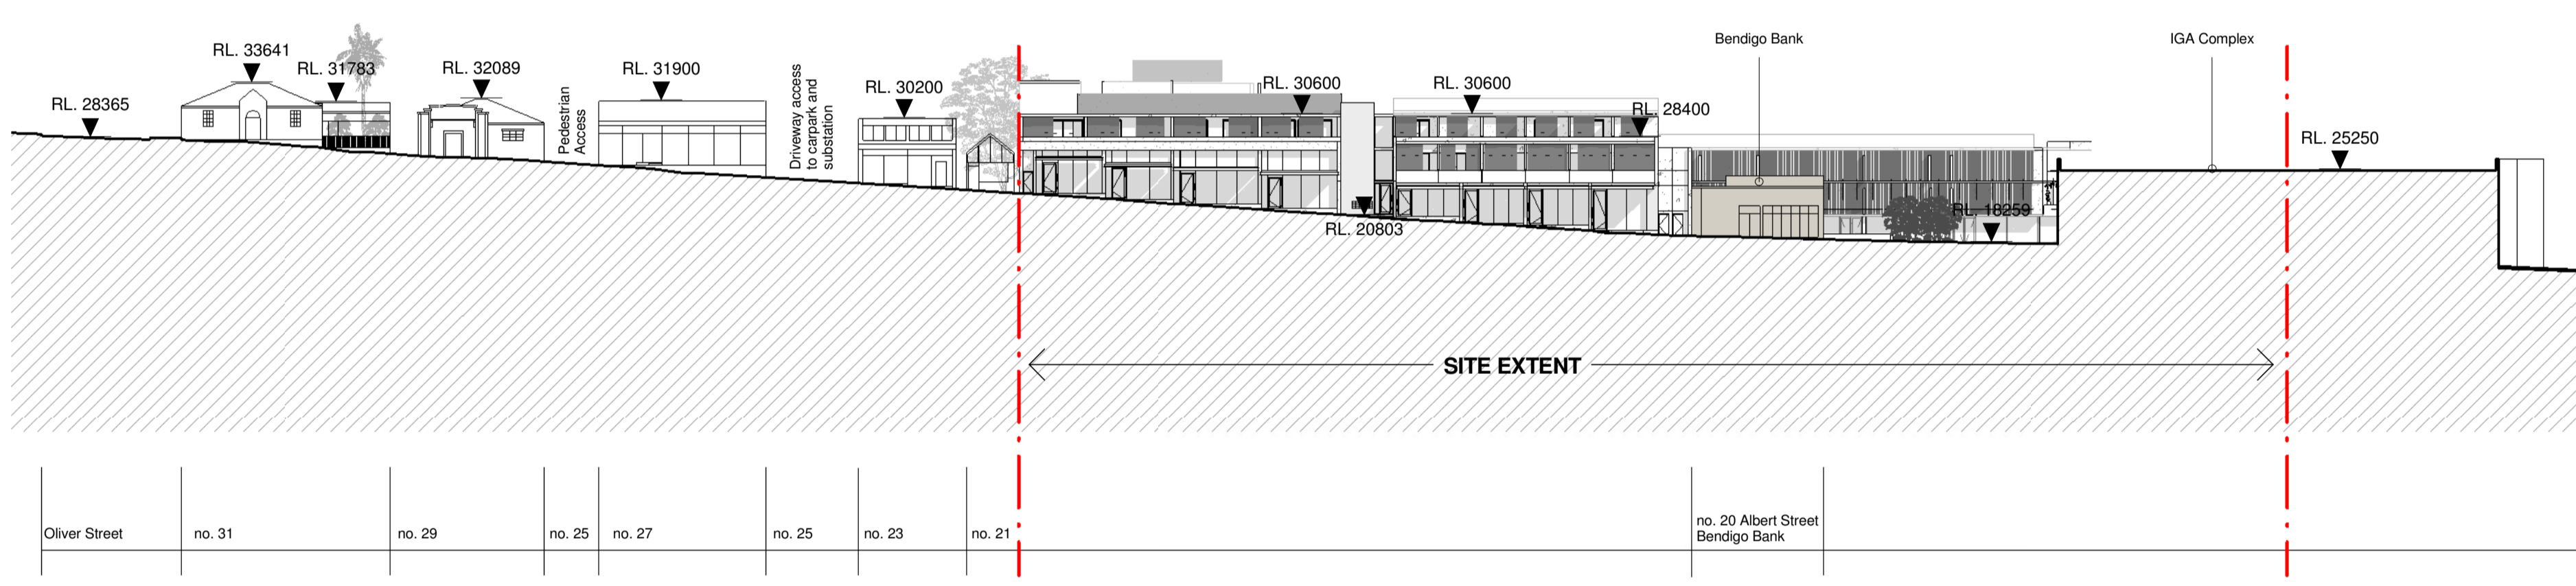 Bendigo Bank
IGA Complex
RL. 33641
RL. 31783
RL. 32089
RL. 31900
RL. 30200
RL. 30600
RL. 30600
RL. 28400
RL. 28365
RL. 25250
Pedestrian
Access
Driveway access
to carpark and
substation
RL. 20803
RL. 18259
SITE EXTENT
Oliver Street
no. 31
no. 29
no. 25
no. 27
no. 25
no. 23
no. 21
no. 20 Albert Street
Bendigo Bank